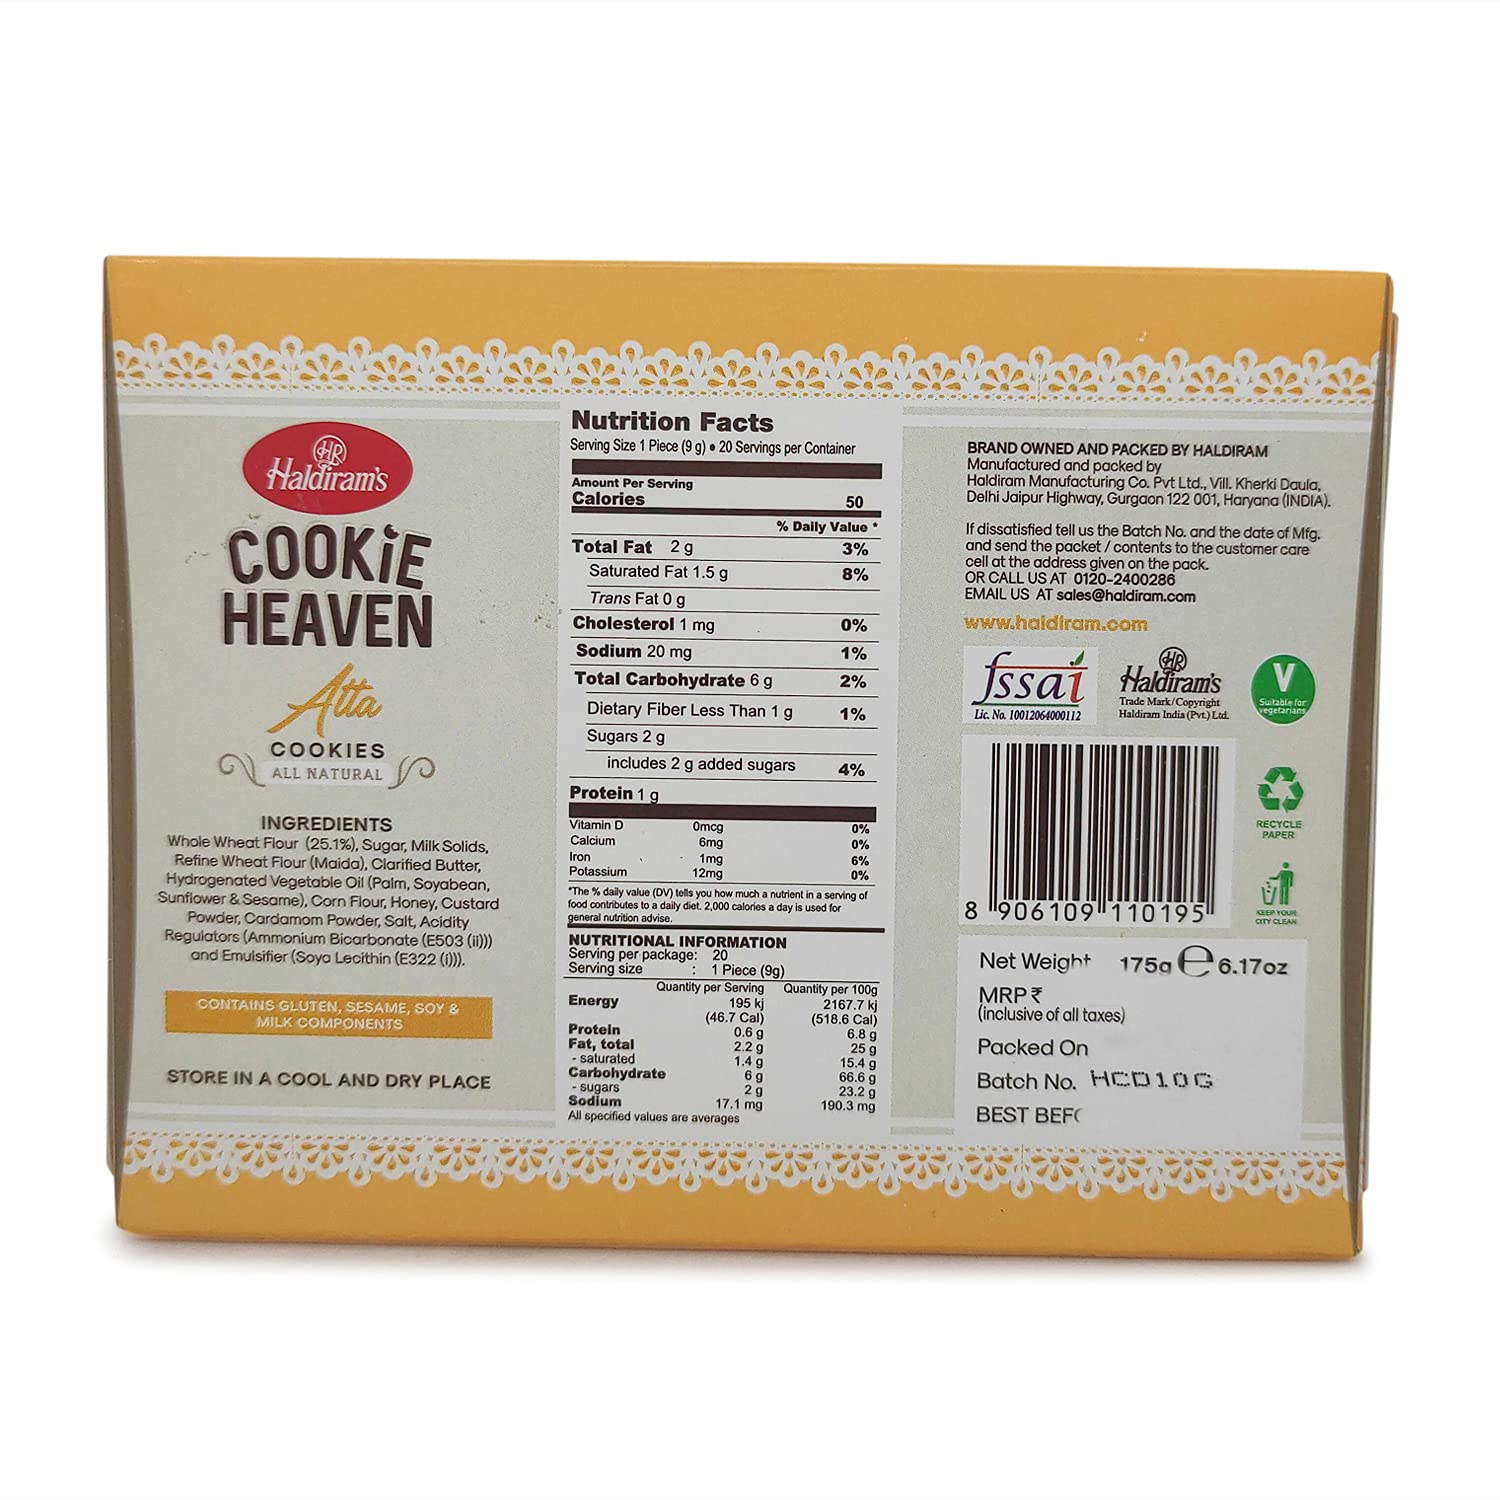 HR
Haldiram's
COOKiE
HEAVEN
Atta
COOKIES
ALL NATURAL
INGREDIENTS
Whole Wheat Flour (25.1%), Sugar, Milk Solids,
Refine Wheat Flour (Maida), Clarified Butter,
Hydrogenated Vegetable Oil (Palm, Soyabean,
Sunflower & Sesame), Corn Flour, Honey, Custard
Powder, Cardamom Powder, Salt, Acidity
Regulators (Ammonium Bicarbonate (E503 (ii)))
and Emulsifier (Soya Lecithin (E322 (i))).
CONTAINS GLUTEN, SESAME, SOY &
MILK COMPONENTS
STORE IN A COOL AND DRY PLACE
Nutrition Facts
Serving Size 1 Piece (9 g) • 20 Servings per Container
Amount Per Serving
Calories 50
% Daily Value *
Total Fat 2 g 3%
Saturated Fat 1.5 g 8%
Trans Fat 0 g
Cholesterol 1 mg 0%
Sodium 20 mg 1%
Total Carbohydrate 6 g 2%
Dietary Fiber Less Than 1 g 1%
Sugars 2 g
includes 2 g added sugars 4%
Protein 1 g
Vitamin D 0mcg 0%
Calcium 6mg 0%
Iron 1mg 6%
Potassium 12mg 0%
*The % daily value (DV) tells you how much a nutrient in a serving of
food contributes to a daily diet. 2,000 calories a day is used for
general nutrition advise.
NUTRITIONAL INFORMATION
Serving per package: 20
Serving size : 1 Piece (9g)
Quantity per Serving Quantity per 100g
Energy 195 kj 2167.7 kj
(46.7 Cal) (518.6 Cal)
Protein 0.6 g 6.8 g
Fat, total 2.2 g 25 g
- saturated 1.4 g 15.4 g
Carbohydrate 6 g 66.6 g
- sugars 2 g 23.2 g
Sodium 17.1 mg 190.3 mg
All specified values are averages
BRAND OWNED AND PACKED BY HALDIRAM
Manufactured and packed by
Haldiram Manufacturing Co. Pvt Ltd., Vill. Kherki Daula,
Delhi Jaipur Highway, Gurgaon 122 001, Haryana (INDIA).
If dissatisfied tell us the Batch No. and the date of Mfg.
and send the packet / contents to the customer care
cell at the address given on the pack.
OR CALL US AT 0120-2400286
EMAIL US AT sales@haldiram.com
www.haldiram.com
fssai
Lic. No. 10012064000112
HR
Haldiram's
Trade Mark/Copyright
Haldiram India (Pvt.) Ltd.
V
Suitable for
vegetarians
8 906109 110195
RECYCLE
PAPER
KEEP YOUR
CITY CLEAN
Net Weight 175g e 6.17oz
MRP ₹
(inclusive of all taxes)
Packed On
Batch No. HCD10G
BEST BEF